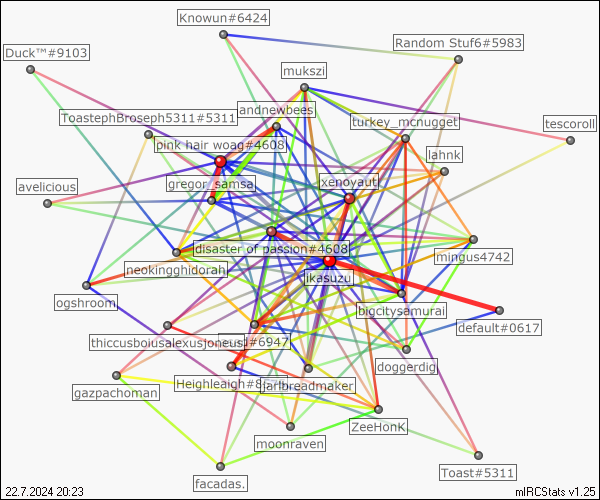 Knowun#6424
Random Stuf6#5983
Duck™#9103
mukszi
andnewbees
ToastephBroseph5311#5311
turkey_mcnugget
tescoroll
pink hair woag#4608
lahnk
gregor_samsa
xenoyautl
avelicious
disaster of passion#4608
mingus4742
neokingghidorah
ikasuzu
ogshroom
bigcitysamurai
default#0617
thiccusboiusalexusjoneus
#6947
doggerdig
Heighleigh#8
jarlbreadmaker
gazpachoman
ZeeHonK
moonraven
Toast#5311
facadas.
22.7.2024 20:23
mIRCStats v1.25